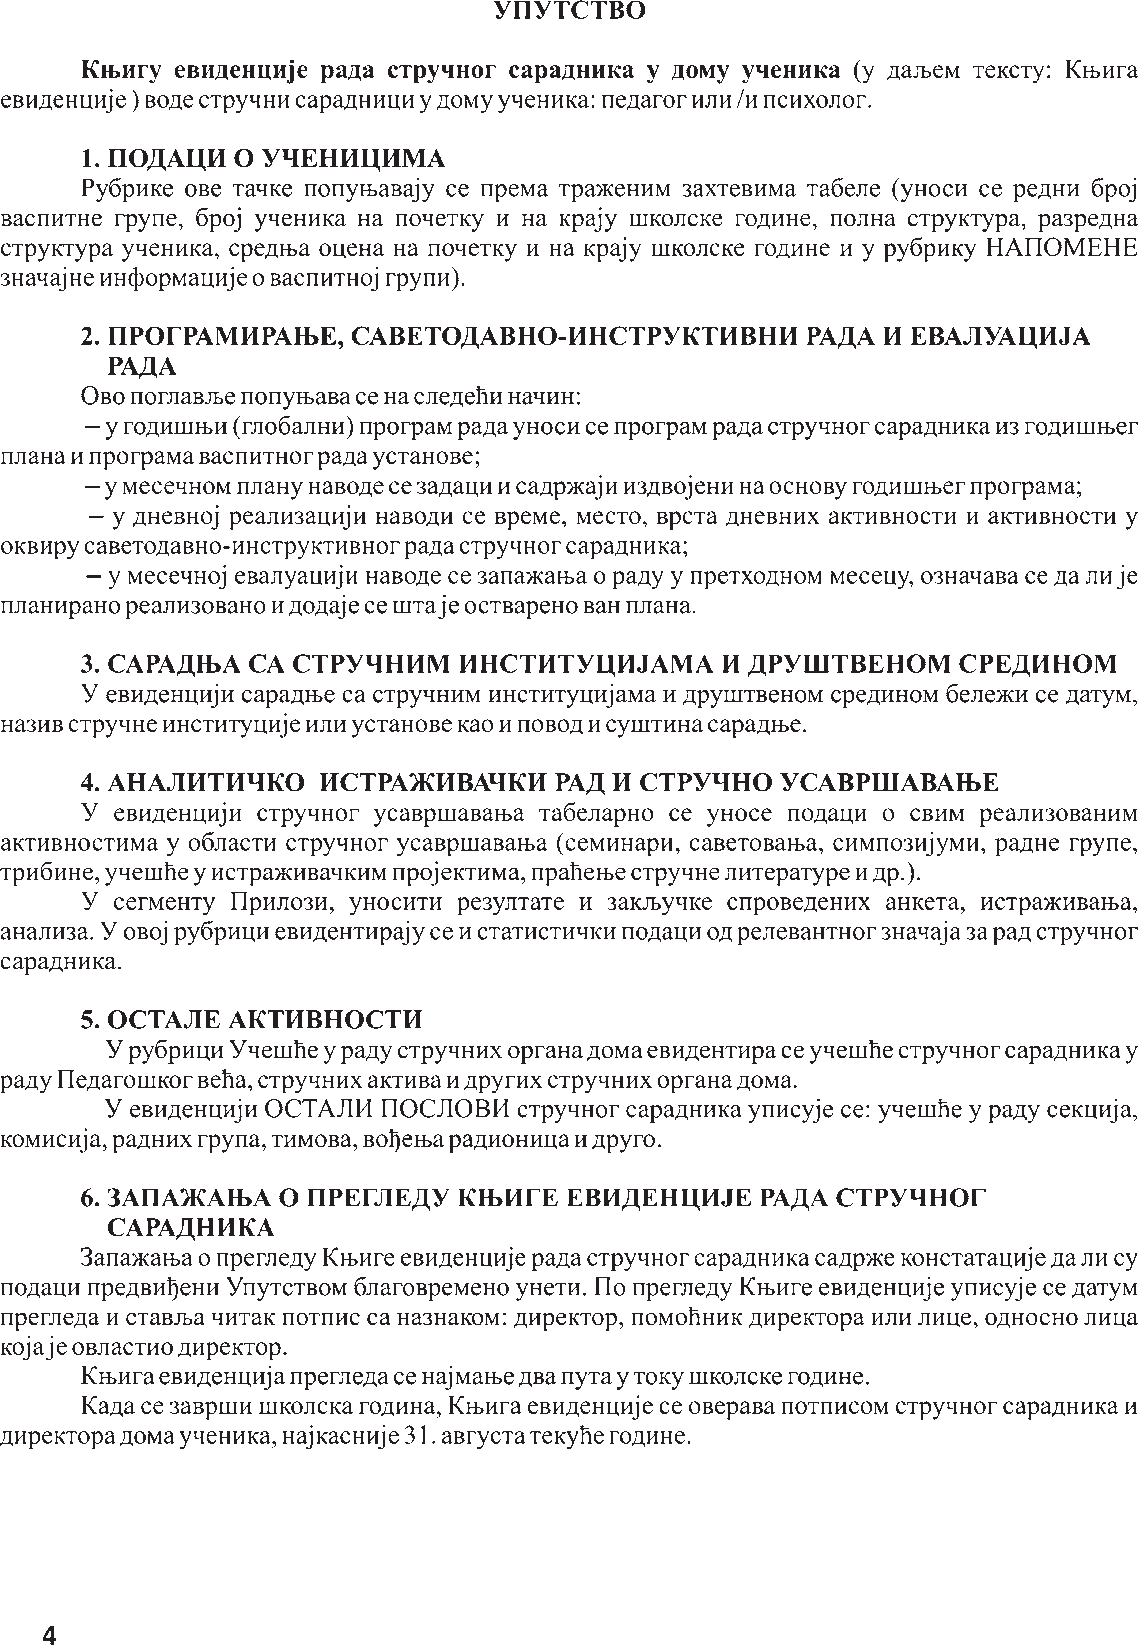 УПУТСТВО
Књигу евиденције рада стручног сарадника у дому ученика (у даљем тексту: Књига
евиденције ) воде стручни сарадници у дому ученика: педагог или /и психолог.
1. ПОДАЦИ О УЧЕНИЦИМА
Рубрике ове тачке попуњавају се према траженим захтевима табеле (уноси се редни број
васпитне групе, број ученика на почетку и на крају школске године, полна структура, разредна
структура ученика, средња оцена на почетку и на крају школске године и у рубрику НАПОМЕНЕ
значајне информације о васпитној групи).
2. ПРОГРАМИРАЊЕ, САВЕТОДАВНО-ИНСТРУКТИВНИ РАДА И ЕВАЛУАЦИЈА
РАДА
Ово поглавље попуњава се на следећи начин:
– у годишњи (глобални) програм рада уноси се програм рада стручног сарадника из годишњег
плана и програма васпитног рада установе;
– у месечном плану наводе се задаци и садржаји издвојени на основу годишњег програма;
– у дневној реализацији наводи се време, место, врста дневних активности и активности у
оквиру саветодавно-инструктивног рада стручног сарадника;
– у месечној евалуацији наводе се запажања о раду у претходном месецу, означава се да ли је
планирано реализовано и додаје се шта је остварено ван плана.
3. САРАДЊА СА СТРУЧНИМ ИНСТИТУЦИЈАМА И ДРУШТВЕНОМ СРЕДИНОМ
У евиденцији сарадње са стручним институцијама и друштвеном средином бележи се датум,
назив стручне институције или установе као и повод и суштина сарадње.
4. АНАЛИТИЧКО ИСТРАЖИВАЧКИ РАД И СТРУЧНО УСАВРШАВАЊЕ
У евиденцији стручног усавршавања табеларно се уносе подаци о свим реализованим
активностима у области стручног усавршавања (семинари, саветовања, симпозијуми, радне групе,
трибине, учешће у истраживачким пројектима, праћење стручне литературе и др.).
У сегменту Прилози, уносити резултате и закључке спроведених анкета, истраживања,
анализа. У овој рубрици евидентирају се и статистички подаци од релевантног значаја за рад стручног
сарадника.
5. ОСТАЛЕ АКТИВНОСТИ
У рубрици Учешће у раду стручних органа дома евидентира се учешће стручног сарадника у
раду Педагошког већа, стручних актива и других стручних органа дома.
У евиденцији ОСТАЛИ ПОСЛОВИ стручног сарадника уписује се: учешће у раду секција,
комисија, радних група, тимова, вођења радионица и друго.
6. ЗАПАЖАЊА О ПРЕГЛЕДУ КЊИГЕ ЕВИДЕНЦИЈЕ РАДА СТРУЧНОГ
САРАДНИКА
Запажања о прегледу Књиге евиденције рада стручног сарадника садрже констатације да ли су
подаци предвиђени Упутством благовремено унети. По прегледу Књиге евиденције уписује се датум
прегледа и ставља читак потпис са назнаком: директор, помоћник директора или лице, односно лица
која је овластио директор.
Књига евиденција прегледа се најмање два пута у току школске године.
Када се заврши школска година, Књига евиденције се оверава потписом стручног сарадника и
директора дома ученика, најкасније 31. августа текуће године.
4